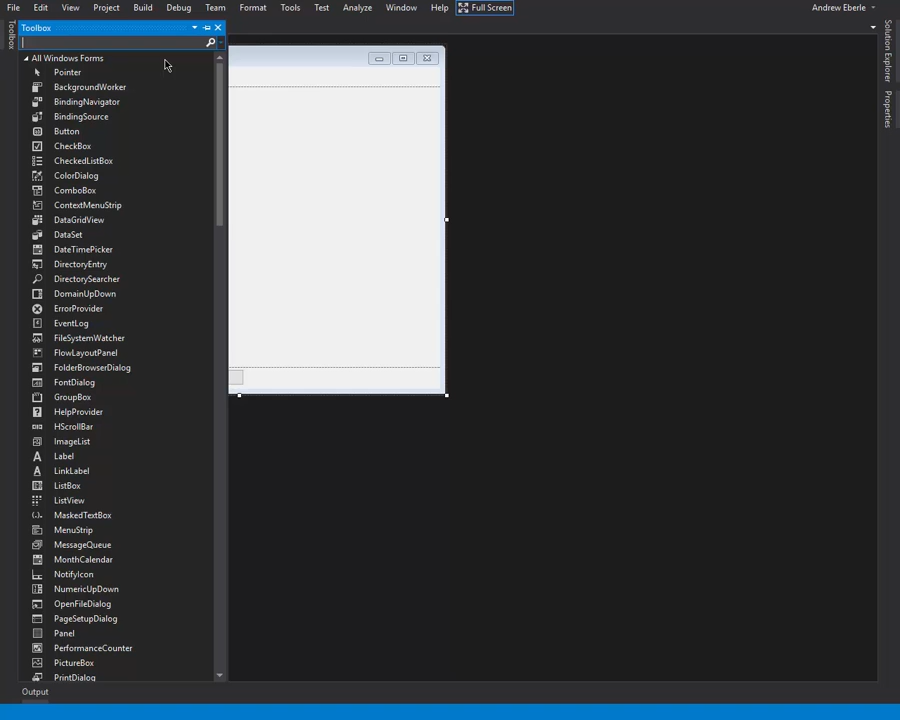 File Edit View Project Build Debug Team Format Tools Test Analyze Window Help Full Screen Andrew Eberle
Toolbox
Toolbox
All Windows Forms
Pointer
BackgroundWorker
BindingNavigator
BindingSource
Button
CheckBox
CheckedListBox
ColorDialog
ComboBox
ContextMenuStrip
DataGridView
DataSet
DateTimePicker
DirectoryEntry
DirectorySearcher
DomainUpDown
ErrorProvider
EventLog
FileSystemWatcher
FlowLayoutPanel
FolderBrowserDialog
FontDialog
GroupBox
HelpProvider
HScrollBar
ImageList
Label
LinkLabel
ListBox
ListView
MaskedTextBox
MenuStrip
MessageQueue
MonthCalendar
NotifyIcon
NumericUpDown
OpenFileDialog
PageSetupDialog
Panel
PerformanceCounter
PictureBox
PrintDialog
Solution Explorer
Properties
Output